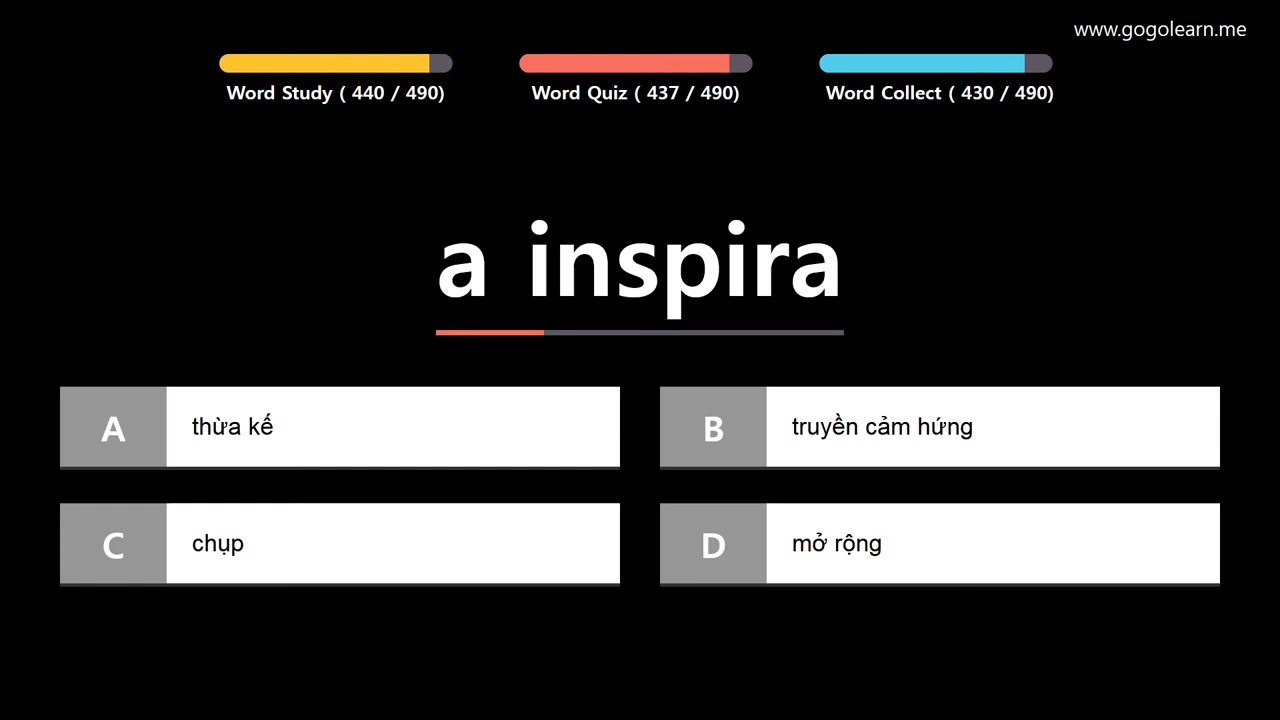 www.gogolearn.me
Word Study ( 440 / 490)
Word Quiz ( 437 / 490)
Word Collect ( 430 / 490)
a inspira
A thừa kế
B truyền cảm hứng
C chụp
D mở rộng